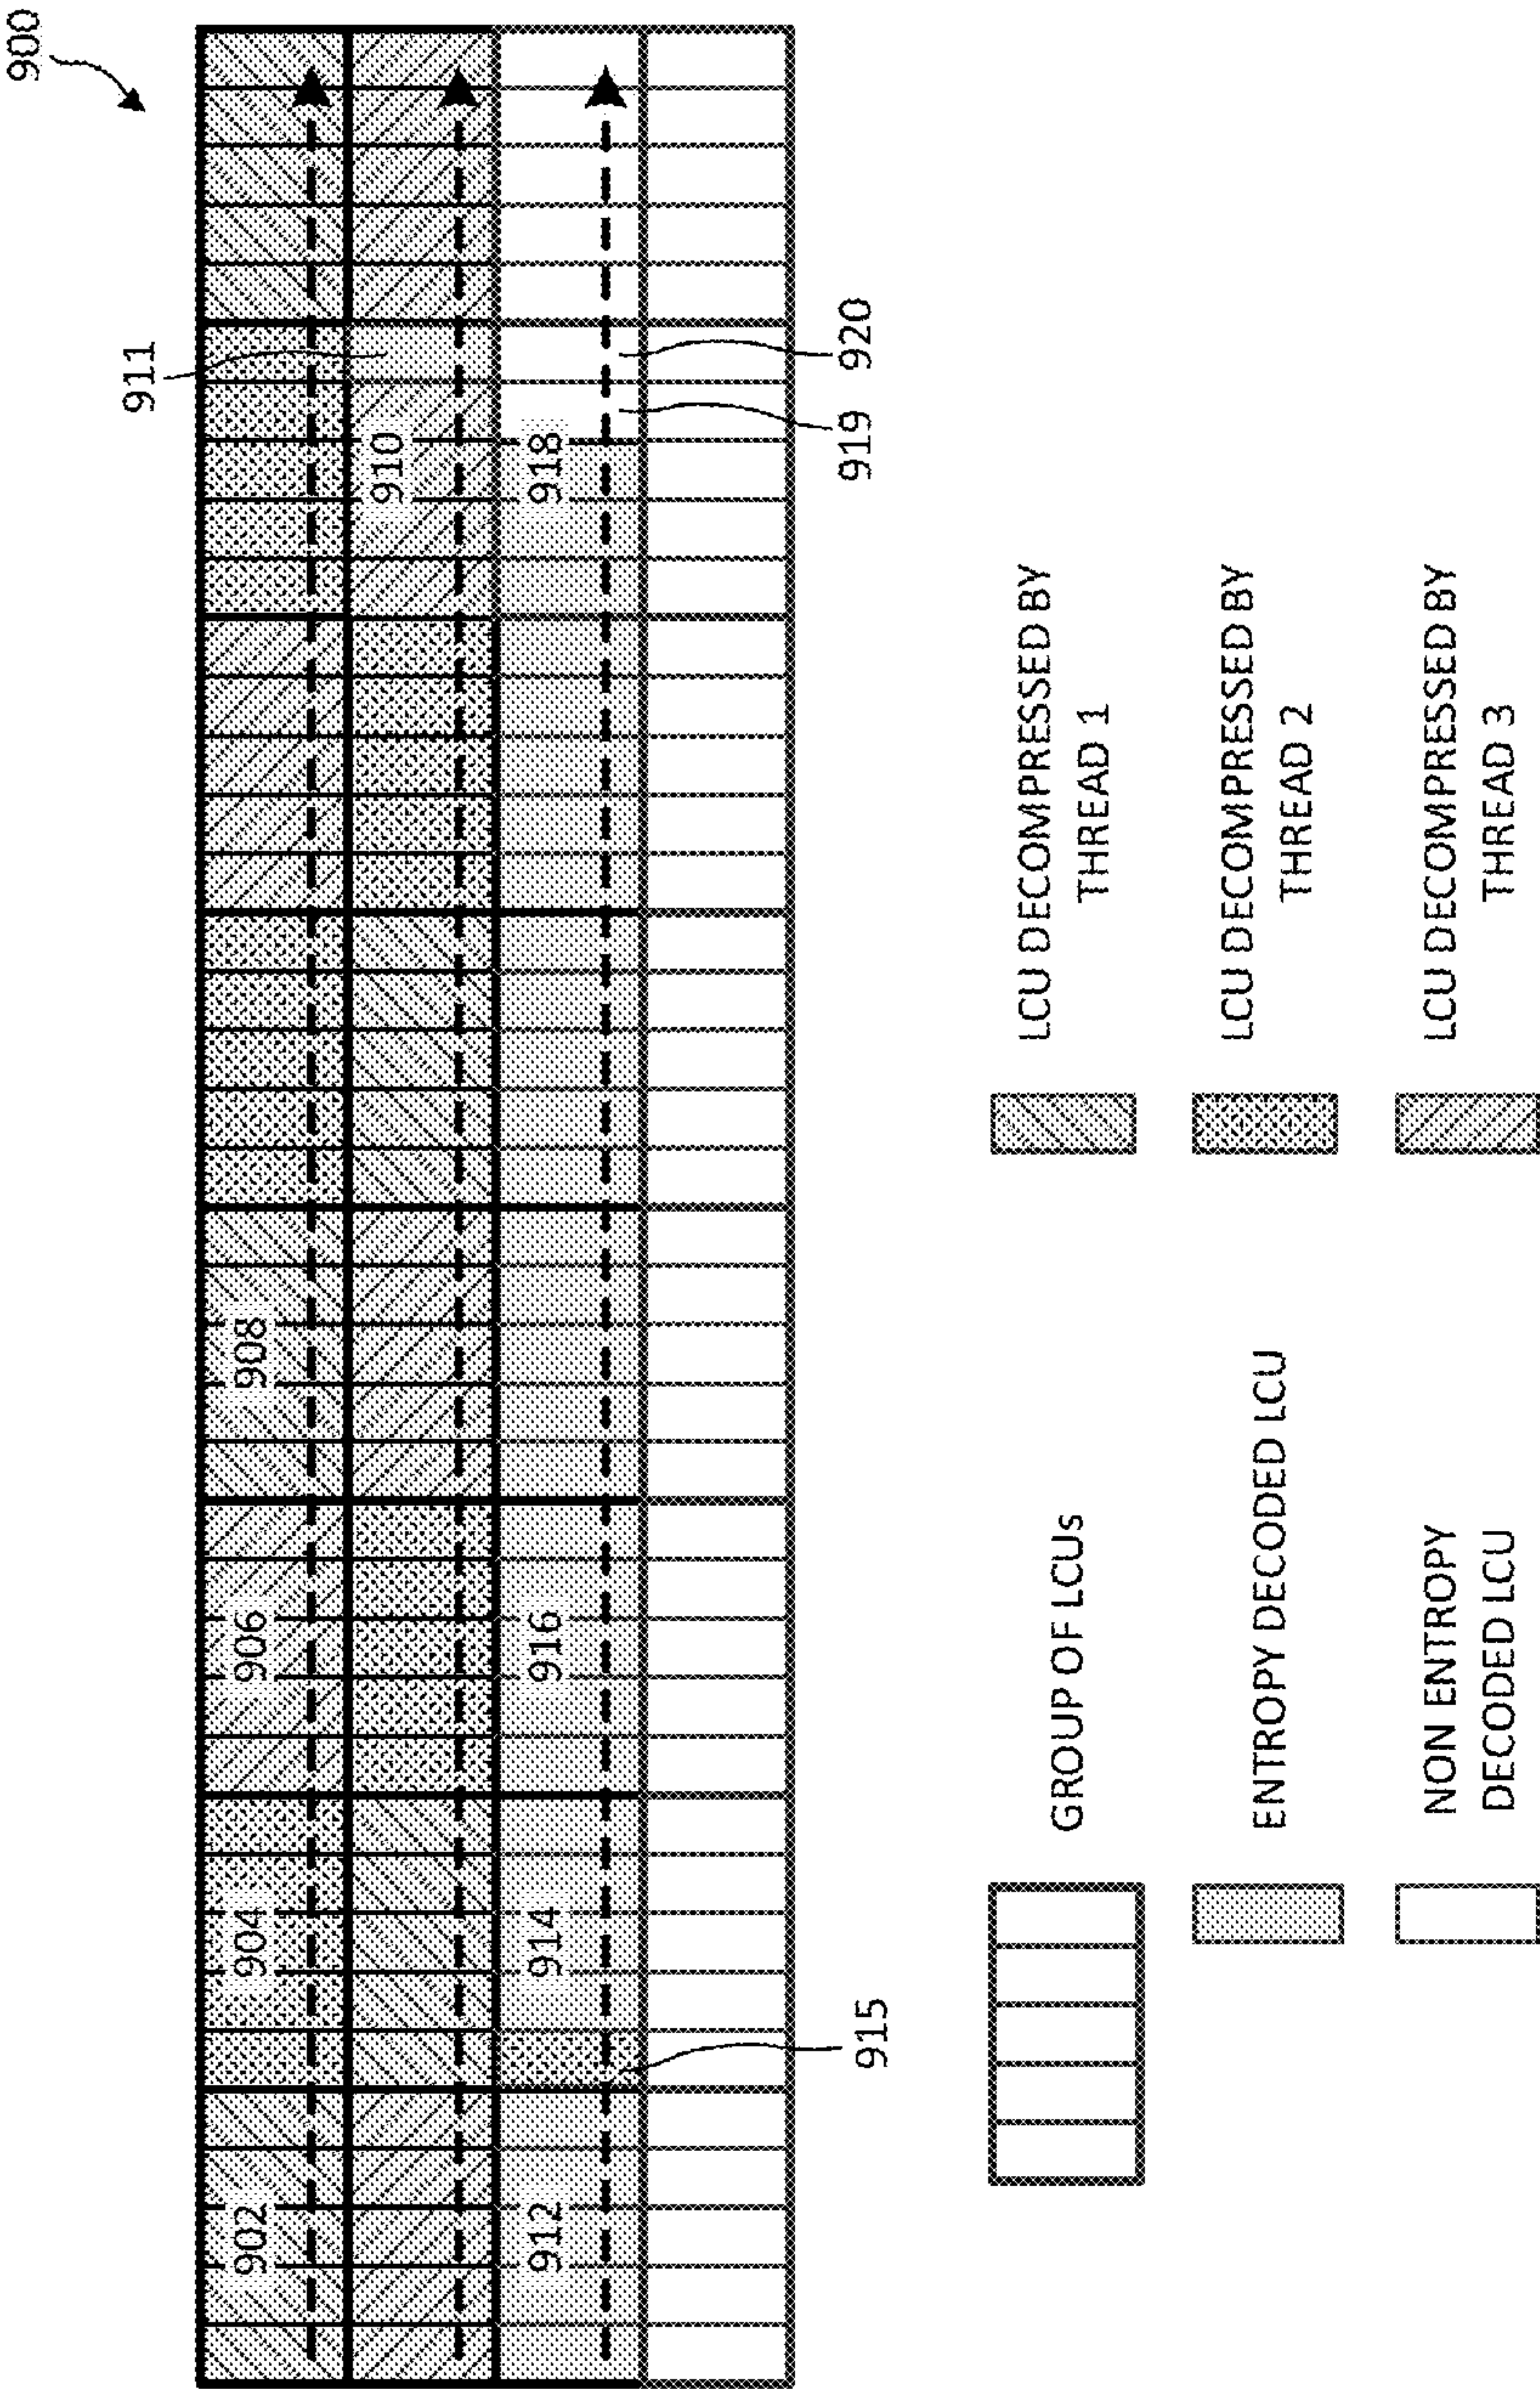 900
911
902
904
906
908
910
912
914
916
918
915
919
920
GROUP OF LCUs
ENTROPY DECODED LCU
NON ENTROPY
DECODED LCU
LCU DECOMPRESSED BY
THREAD 1
LCU DECOMPRESSED BY
THREAD 2
LCU DECOMPRESSED BY
THREAD 3